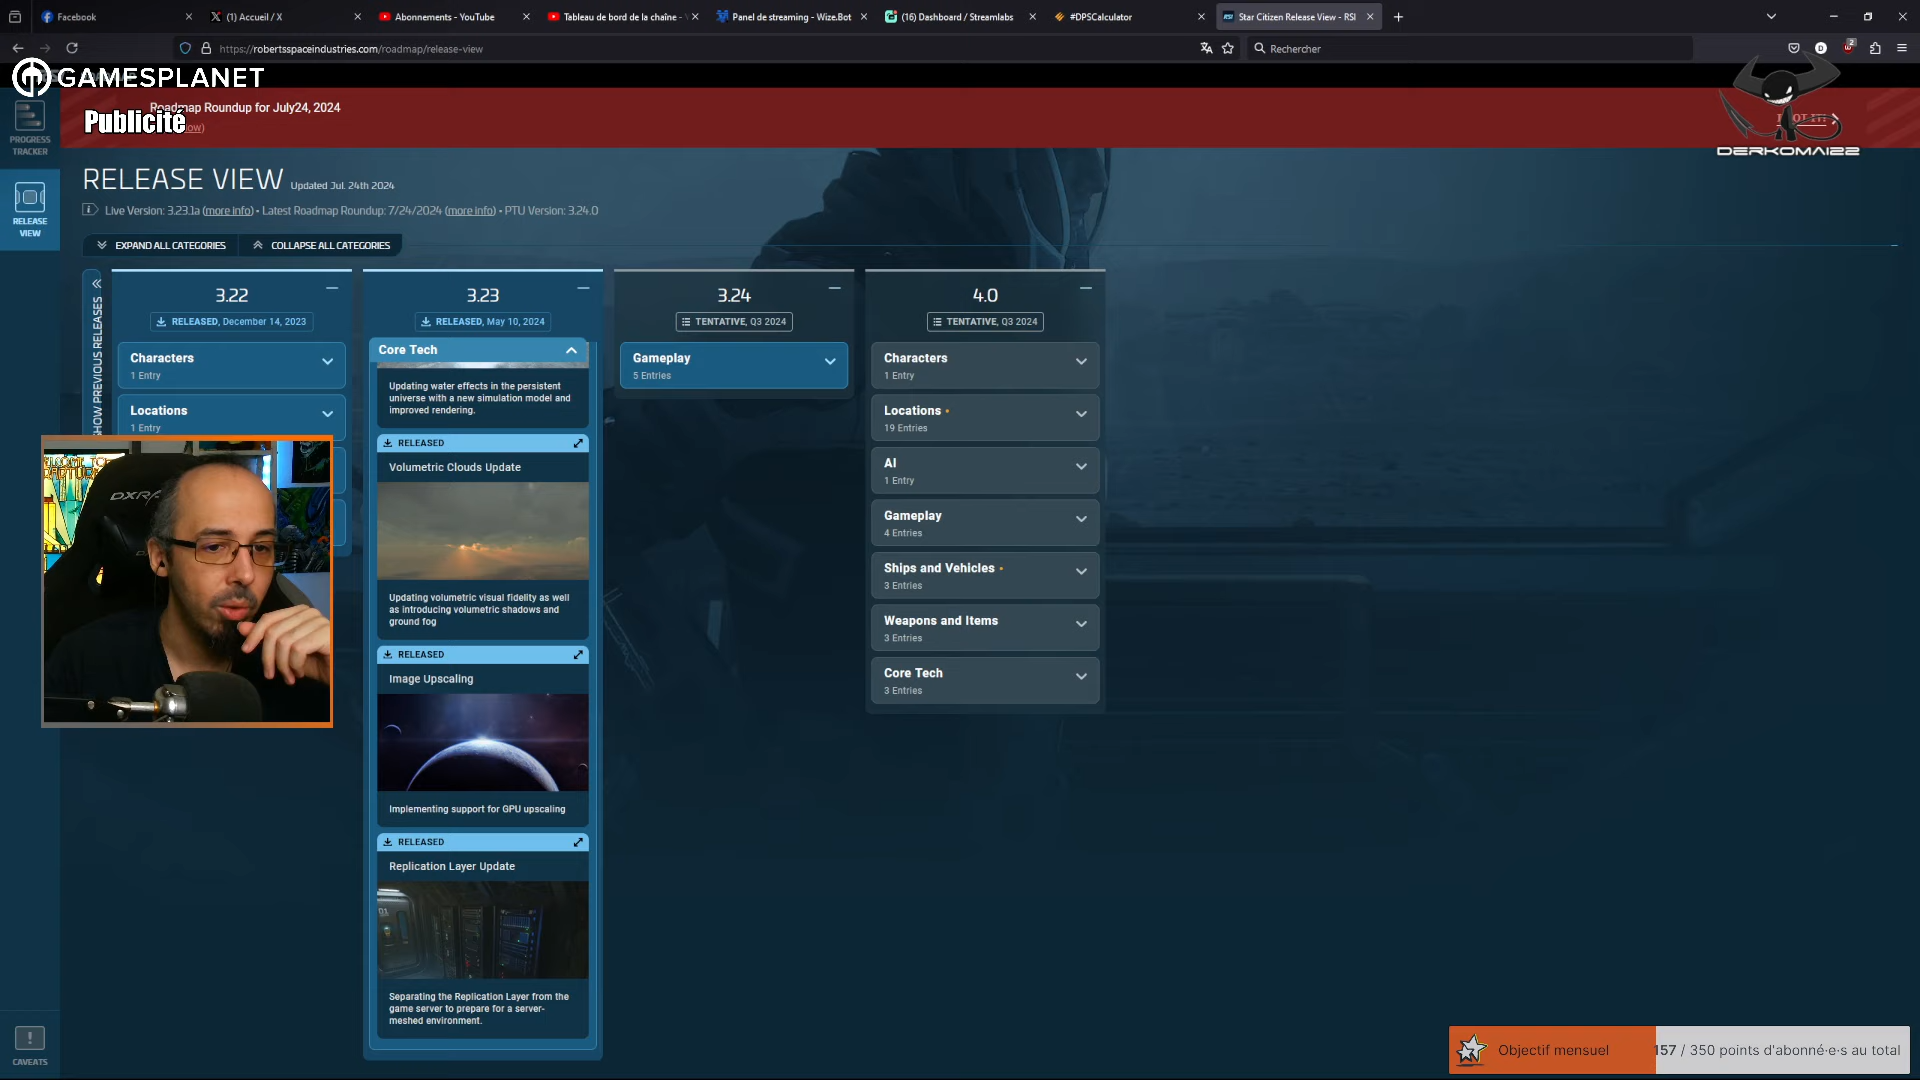 Facebook
(1) Accueil / X
Abonnements - YouTube
Tableau de bord de la chaîne -
Panel de streaming - Wize.Bot
(16) Dashboard / Streamlabs
#DPSCalculator
Star Citizen Release View - RSI
https://robertsspaceindustries.com/roadmap/release-view
Rechercher
2
GAMESPLANET
Roadmap Roundup for July24, 2024
Publicité
DERKOMAI22
PROGRESS
TRACKER
RELEASE
VIEW
RELEASE VIEW Updated Jul. 24th 2024
Live Version: 3.23.1a (more info) • Latest Roadmap Roundup: 7/24/2024 (more info) • PTU Version: 3.24.0
EXPAND ALL CATEGORIES
COLLAPSE ALL CATEGORIES
SHOW PREVIOUS RELEASES
3.22
RELEASED, December 14, 2023
Characters
1 Entry
Locations
1 Entry
3.23
RELEASED, May 10, 2024
Core Tech
Updating water effects in the persistent
universe with a new simulation model and
improved rendering.
RELEASED
Volumetric Clouds Update
Updating volumetric visual fidelity as well
as introducing volumetric shadows and
ground fog
RELEASED
Image Upscaling
Implementing support for GPU upscaling
RELEASED
Replication Layer Update
Separating the Replication Layer from the
game server to prepare for a server-
meshed environment.
3.24
TENTATIVE, Q3 2024
Gameplay
5 Entries
4.0
TENTATIVE, Q3 2024
Characters
1 Entry
Locations •
19 Entries
AI
1 Entry
Gameplay
4 Entries
Ships and Vehicles •
3 Entries
Weapons and Items
3 Entries
Core Tech
3 Entries
CAVEATS
Objectif mensuel
157 / 350 points d'abonné·e·s au total